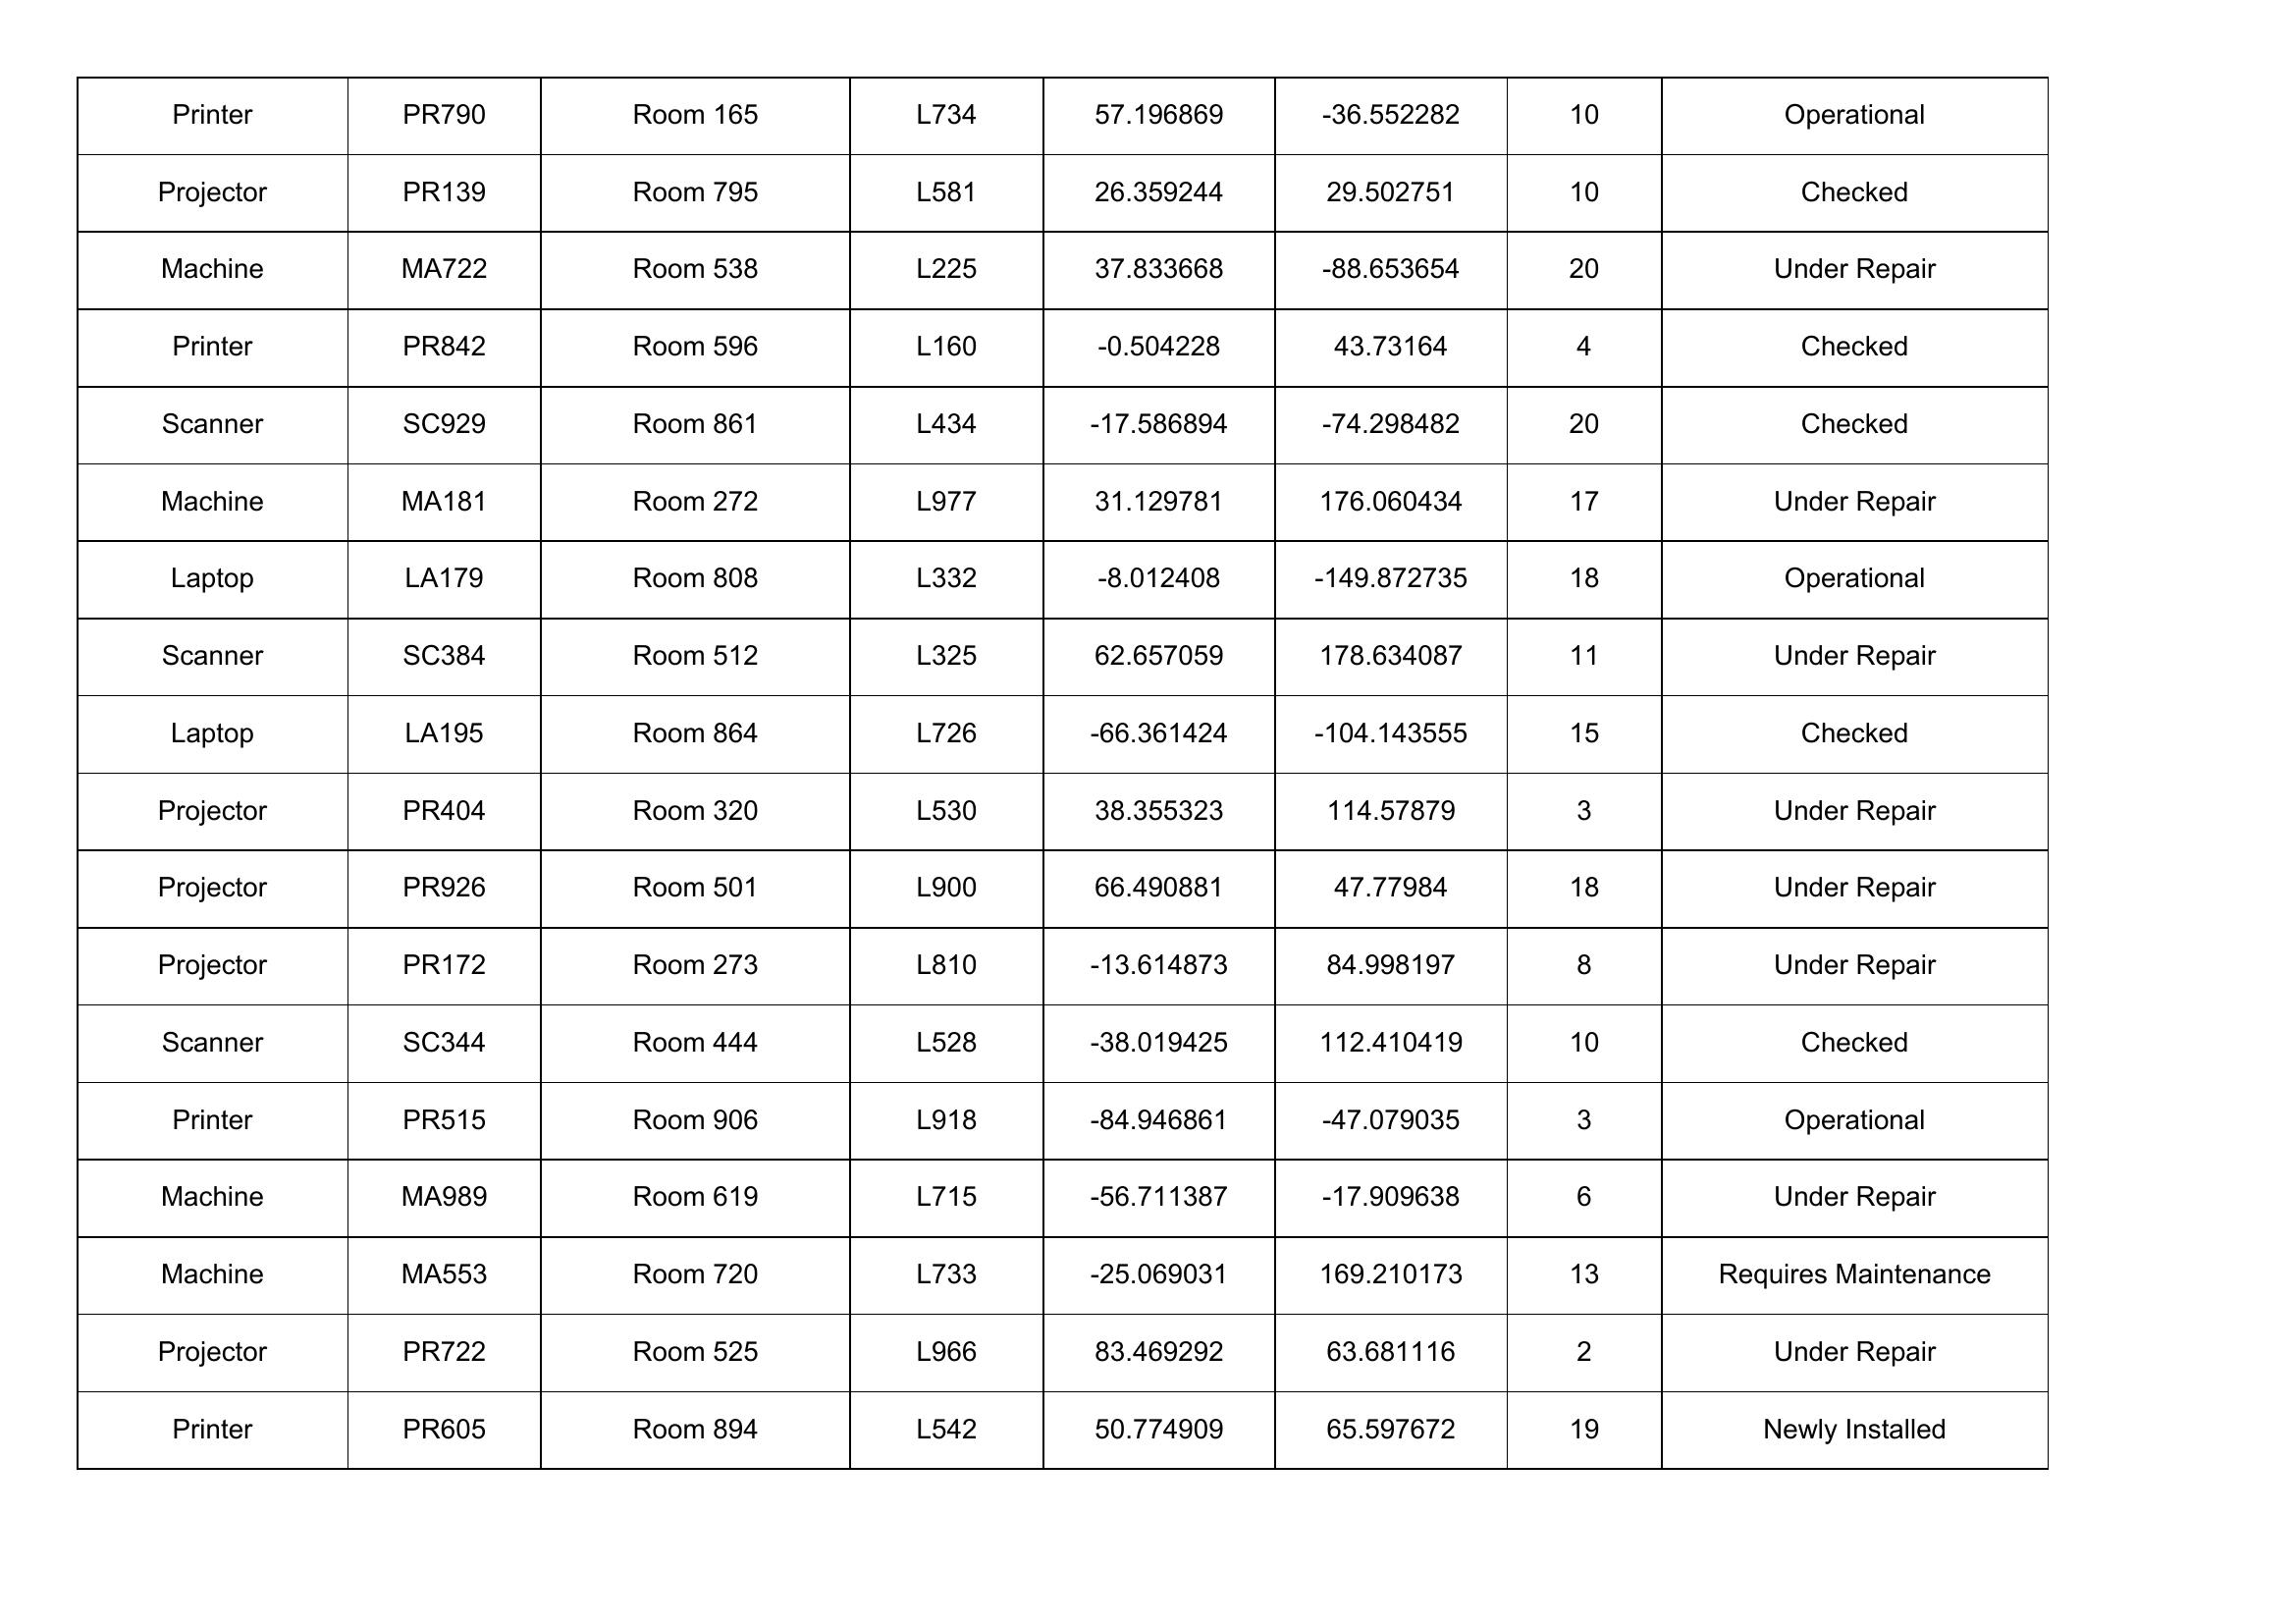 Printer PR790 Room 165 L734 57.196869 -36.552282 10 Operational
Projector PR139 Room 795 L581 26.359244 29.502751 10 Checked
Machine MA722 Room 538 L225 37.833668 -88.653654 20 Under Repair
Printer PR842 Room 596 L160 -0.504228 43.73164 4 Checked
Scanner SC929 Room 861 L434 -17.586894 -74.298482 20 Checked
Machine MA181 Room 272 L977 31.129781 176.060434 17 Under Repair
Laptop LA179 Room 808 L332 -8.012408 -149.872735 18 Operational
Scanner SC384 Room 512 L325 62.657059 178.634087 11 Under Repair
Laptop LA195 Room 864 L726 -66.361424 -104.143555 15 Checked
Projector PR404 Room 320 L530 38.355323 114.57879 3 Under Repair
Projector PR926 Room 501 L900 66.490881 47.77984 18 Under Repair
Projector PR172 Room 273 L810 -13.614873 84.998197 8 Under Repair
Scanner SC344 Room 444 L528 -38.019425 112.410419 10 Checked
Printer PR515 Room 906 L918 -84.946861 -47.079035 3 Operational
Machine MA989 Room 619 L715 -56.711387 -17.909638 6 Under Repair
Machine MA553 Room 720 L733 -25.069031 169.210173 13 Requires Maintenance
Projector PR722 Room 525 L966 83.469292 63.681116 2 Under Repair
Printer PR605 Room 894 L542 50.774909 65.597672 19 Newly Installed